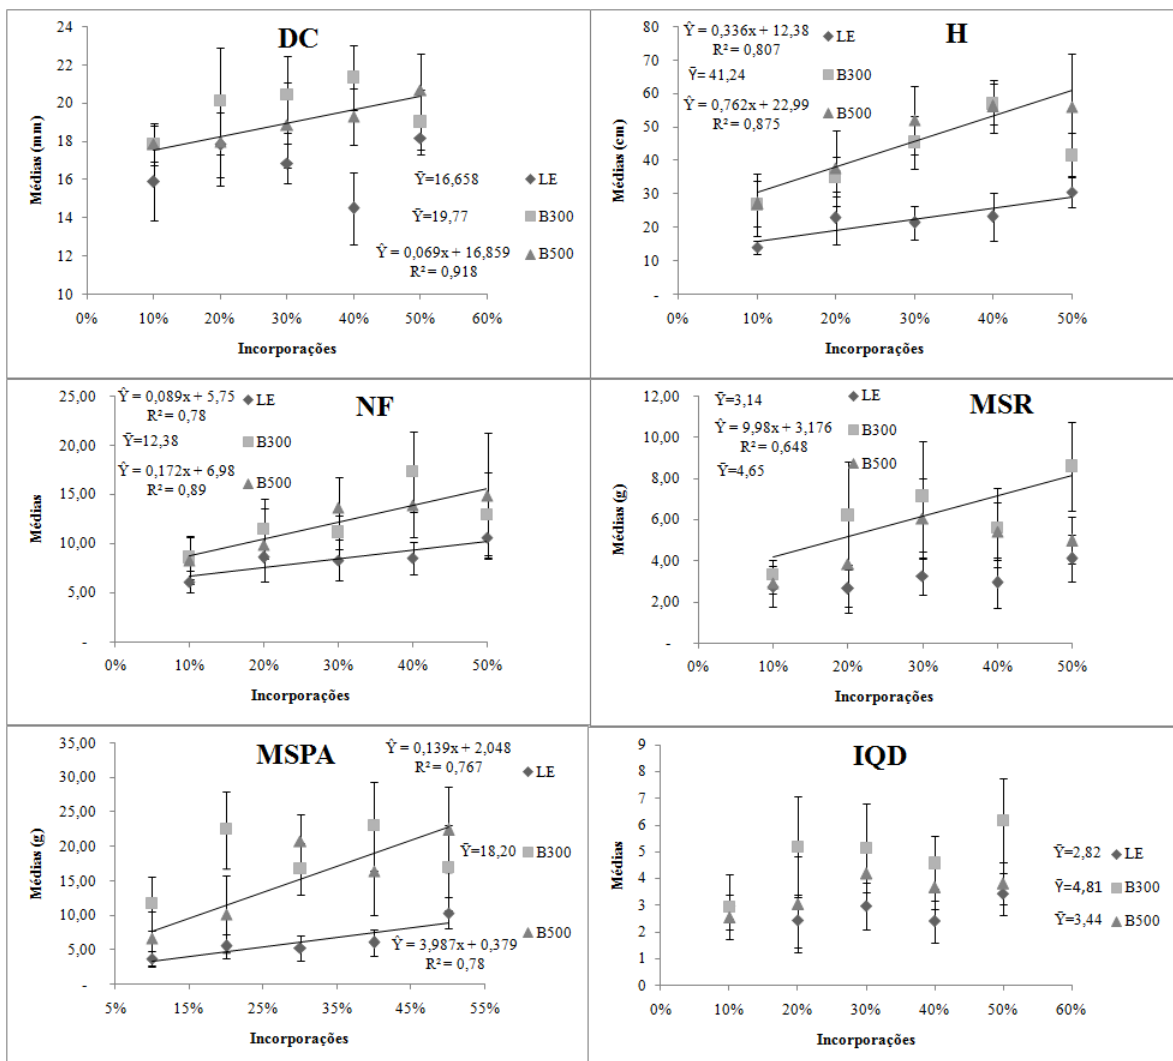 DC
24
22
20
18
16
14
12
10
Médias (mm)
Ȳ=16,658
LE
Ȳ=19,77
B300
Ŷ = 0,069x + 16,859
R² = 0,918
B500
0% 10% 20% 30% 40% 50% 60%
Incorporações
H
Ŷ = 0,336x + 12,38
R² = 0,807
LE
Ȳ= 41,24
B300
Ŷ = 0,762x + 22,99
R² = 0,875
B500
80
70
60
50
40
30
20
10
-
Médias (cm)
0% 10% 20% 30% 40% 50%
Incorporações
NF
Ŷ = 0,089x + 5,75
R² = 0,78
LE
Ȳ=12,38
B300
Ŷ = 0,172x + 6,98
R² = 0,89
B500
25,00
20,00
15,00
10,00
5,00
-
Médias
0% 10% 20% 30% 40% 50%
Incorporações
MSR
Ȳ=3,14
LE
Ŷ = 9,98x + 3,176
R² = 0,648
B300
Ȳ=4,65
B500
12,00
10,00
8,00
6,00
4,00
2,00
-
Médias (g)
0% 10% 20% 30% 40% 50%
Incorporações
MSPA
Ŷ = 0,139x + 2,048
R² = 0,767
LE
Ȳ=18,20
B300
Ŷ = 3,987x + 0,379
R² = 0,78
B500
35,00
30,00
25,00
20,00
15,00
10,00
5,00
-
Médias (g)
5% 15% 25% 35% 45% 55%
Incorporações
IQD
9
8
7
6
5
4
3
2
1
0
Médias
Ȳ=2,82
LE
Ȳ=4,81
B300
Ȳ=3,44
B500
0% 10% 20% 30% 40% 50% 60%
Incorporações